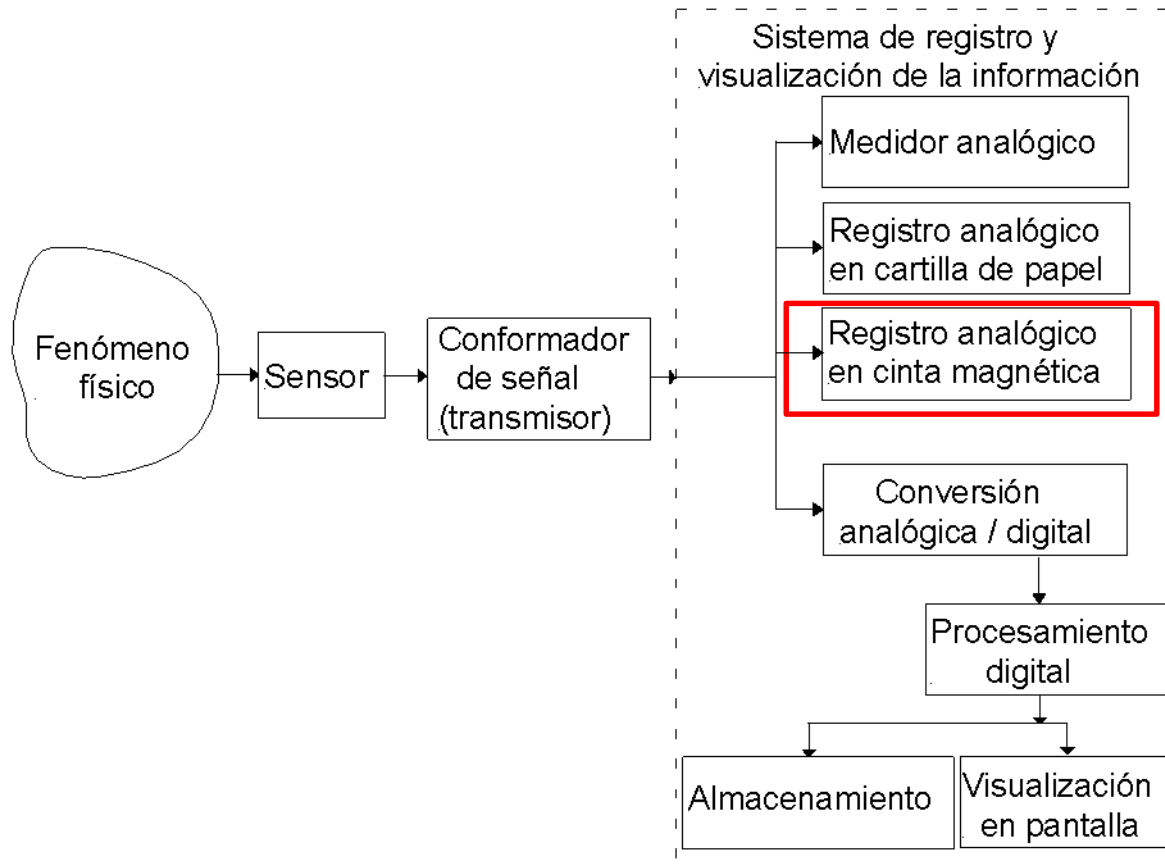 Sistema de registro y
visualización de la información
Medidor analógico
Registro analógico
en cartilla de papel
Registro analógico
en cinta magnética
Fenómeno
físico
Sensor
Conformador
de señal
(transmisor)
Conversión
analógica / digital
Procesamiento
digital
Almacenamiento
Visualización
en pantalla